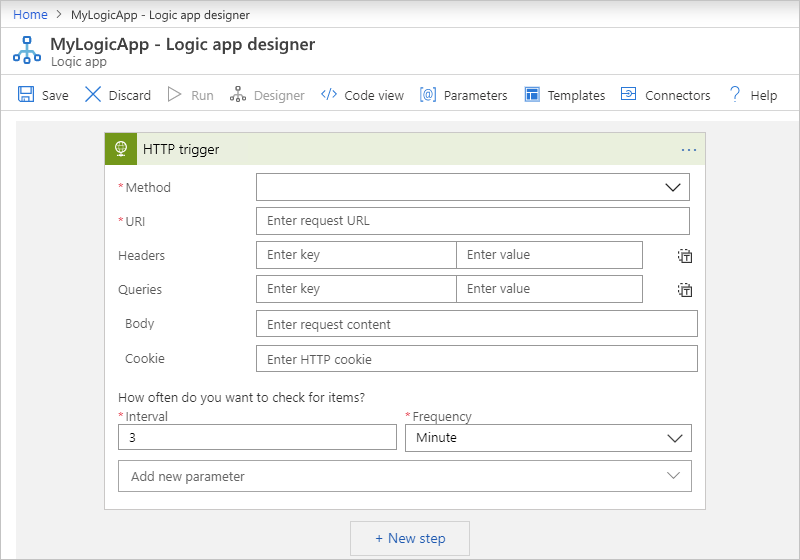 Home > MyLogicApp - Logic app designer
MyLogicApp - Logic app designer
Logic app
Save Discard Run Designer </> Code view [@] Parameters Templates Connectors ? Help
HTTP trigger ...
* Method
* URI Enter request URL
Headers Enter key Enter value
Queries Enter key Enter value
Body Enter request content
Cookie Enter HTTP cookie
How often do you want to check for items?
* Interval * Frequency
3 Minute
Add new parameter
+ New step